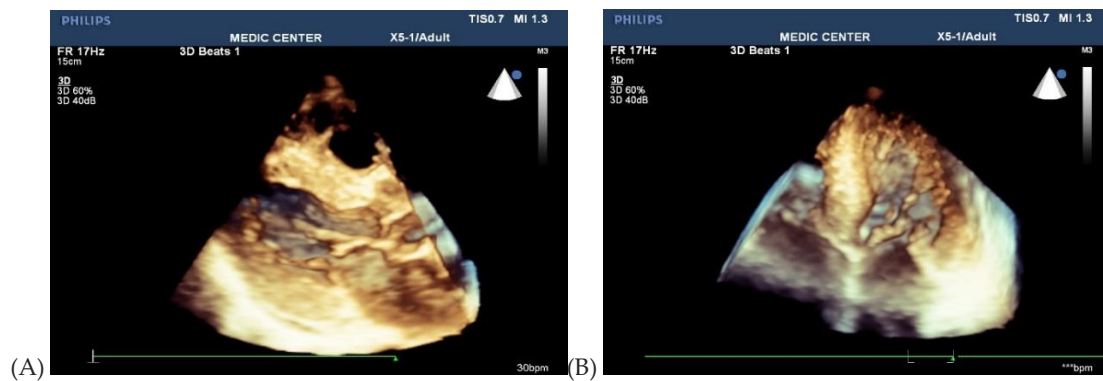 PHILIPS
TIS0.7 MI 1.3
MEDIC CENTER X5-1/Adult
FR 17Hz
15cm
3D Beats 1
M3
3D
3D 60%
3D 40dB
30bpm
(A)
PHILIPS
TIS0.7 MI 1.3
MEDIC CENTER X5-1/Adult
FR 17Hz
15cm
3D Beats 1
M3
3D
3D 60%
3D 40dB
***bpm
(B)